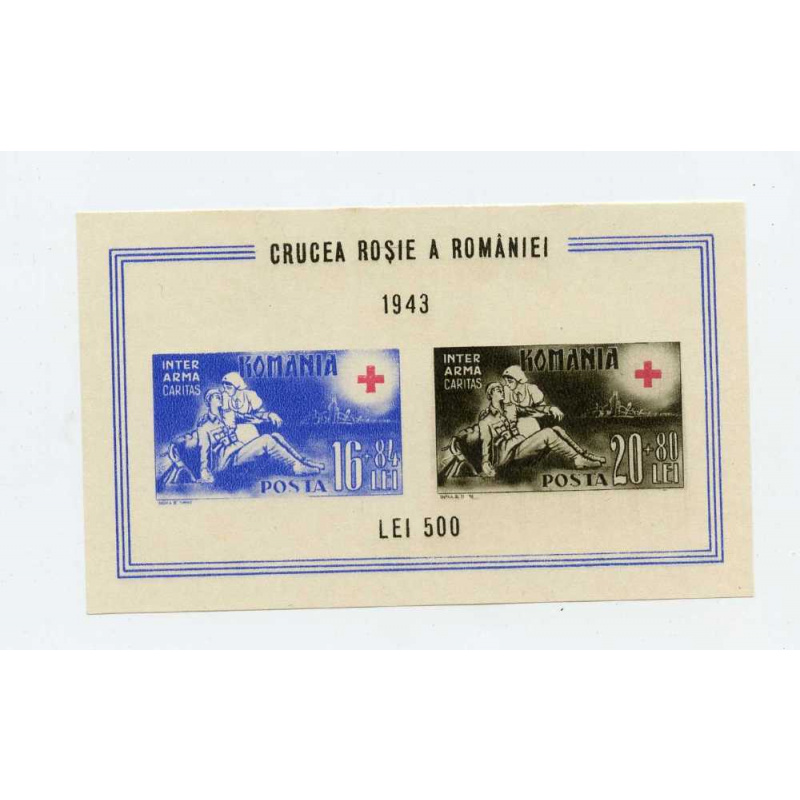 CRUCEA ROȘIE A ROMÂNIEI
1943
INTER
ARMA
CARITAS
ROMANIA
16+84
LEI
POSTA
INTER
ARMA
CARITAS
ROMANIA
20+80
LEI
POSTA
LEI 500